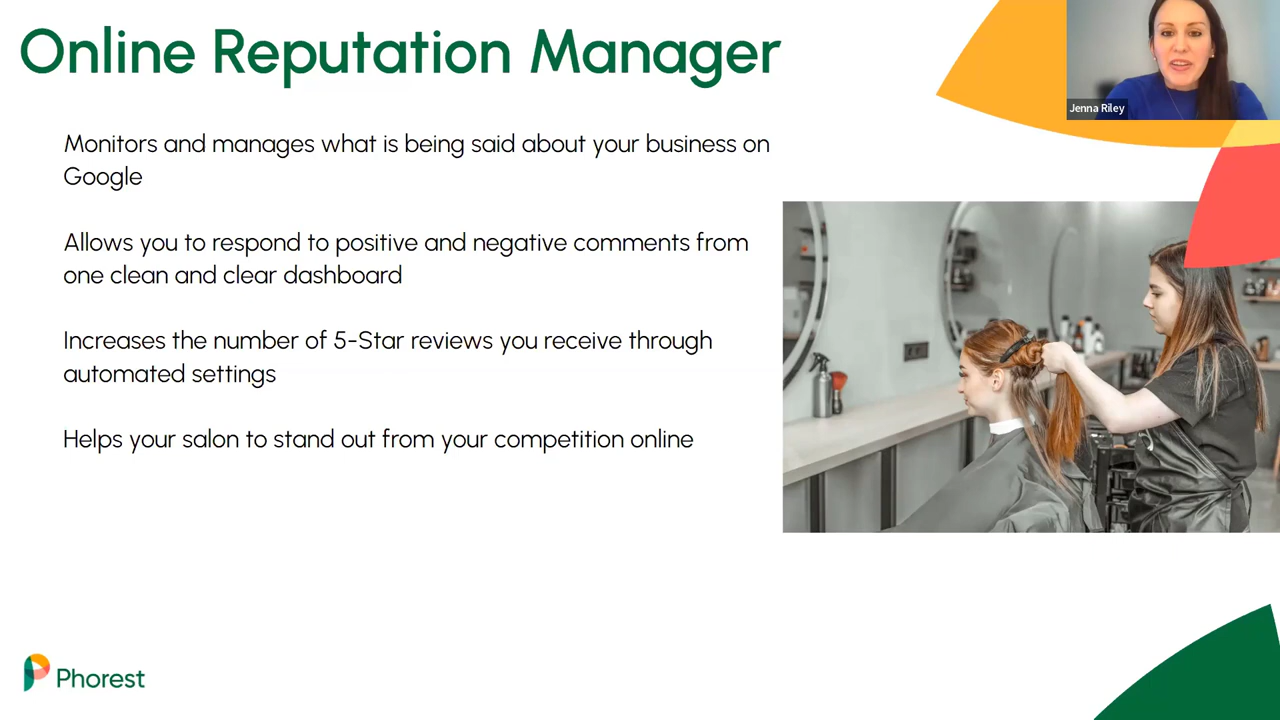 Online Reputation Manager
Jenna Riley
Monitors and manages what is being said about your business on
Google
Allows you to respond to positive and negative comments from
one clean and clear dashboard
Increases the number of 5-Star reviews you receive through
automated settings
Helps your salon to stand out from your competition online
Phorest